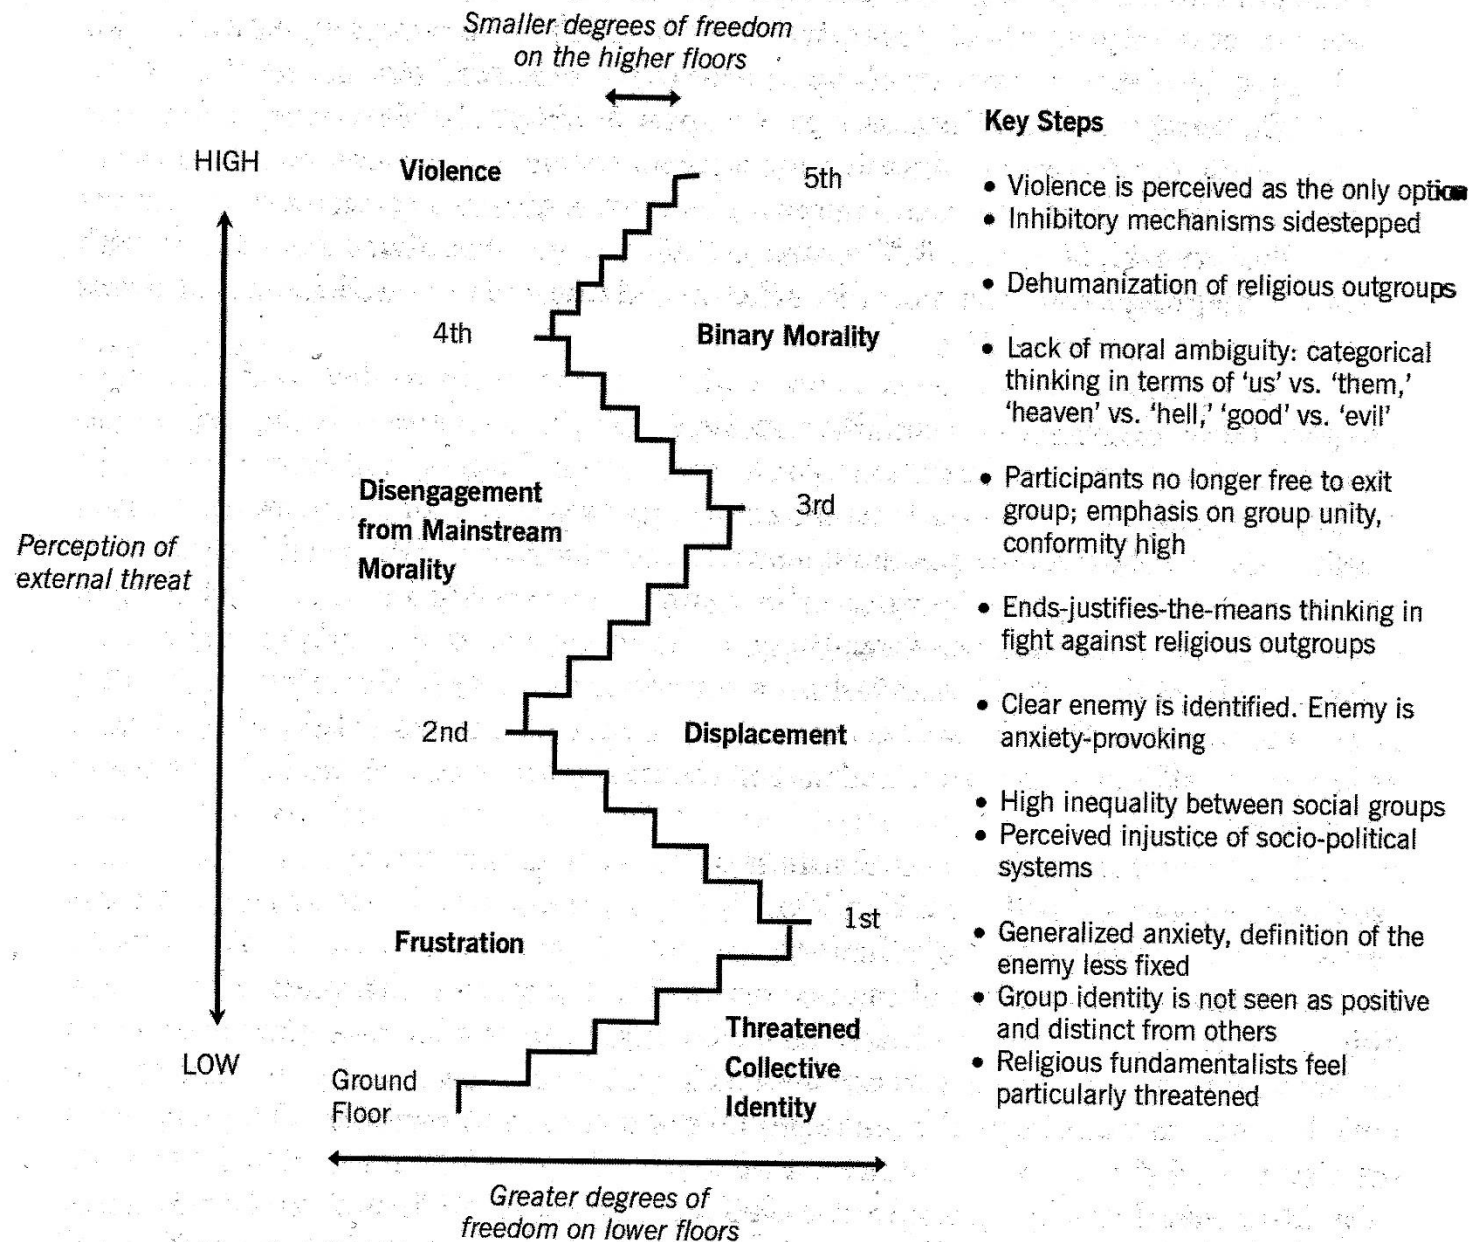 Smaller degrees of freedom
on the higher floors
HIGH
Violence
5th
4th
Binary Morality
Disengagement
from Mainstream
Morality
3rd
Perception of
external threat
2nd
Displacement
1st
Frustration
Threatened
Collective
Identity
LOW
Ground
Floor
Greater degrees of
freedom on lower floors
Key Steps
• Violence is perceived as the only option
• Inhibitory mechanisms sidestepped
• Dehumanization of religious outgroups
• Lack of moral ambiguity: categorical
thinking in terms of ‘us’ vs. ‘them,’
‘heaven’ vs. ‘hell,’ ‘good’ vs. ‘evil’
• Participants no longer free to exit
group; emphasis on group unity,
conformity high
• Ends-justifies-the-means thinking in
fight against religious outgroups
• Clear enemy is identified. Enemy is
anxiety-provoking
• High inequality between social groups
• Perceived injustice of socio-political
systems
• Generalized anxiety, definition of the
enemy less fixed
• Group identity is not seen as positive
and distinct from others
• Religious fundamentalists feel
particularly threatened